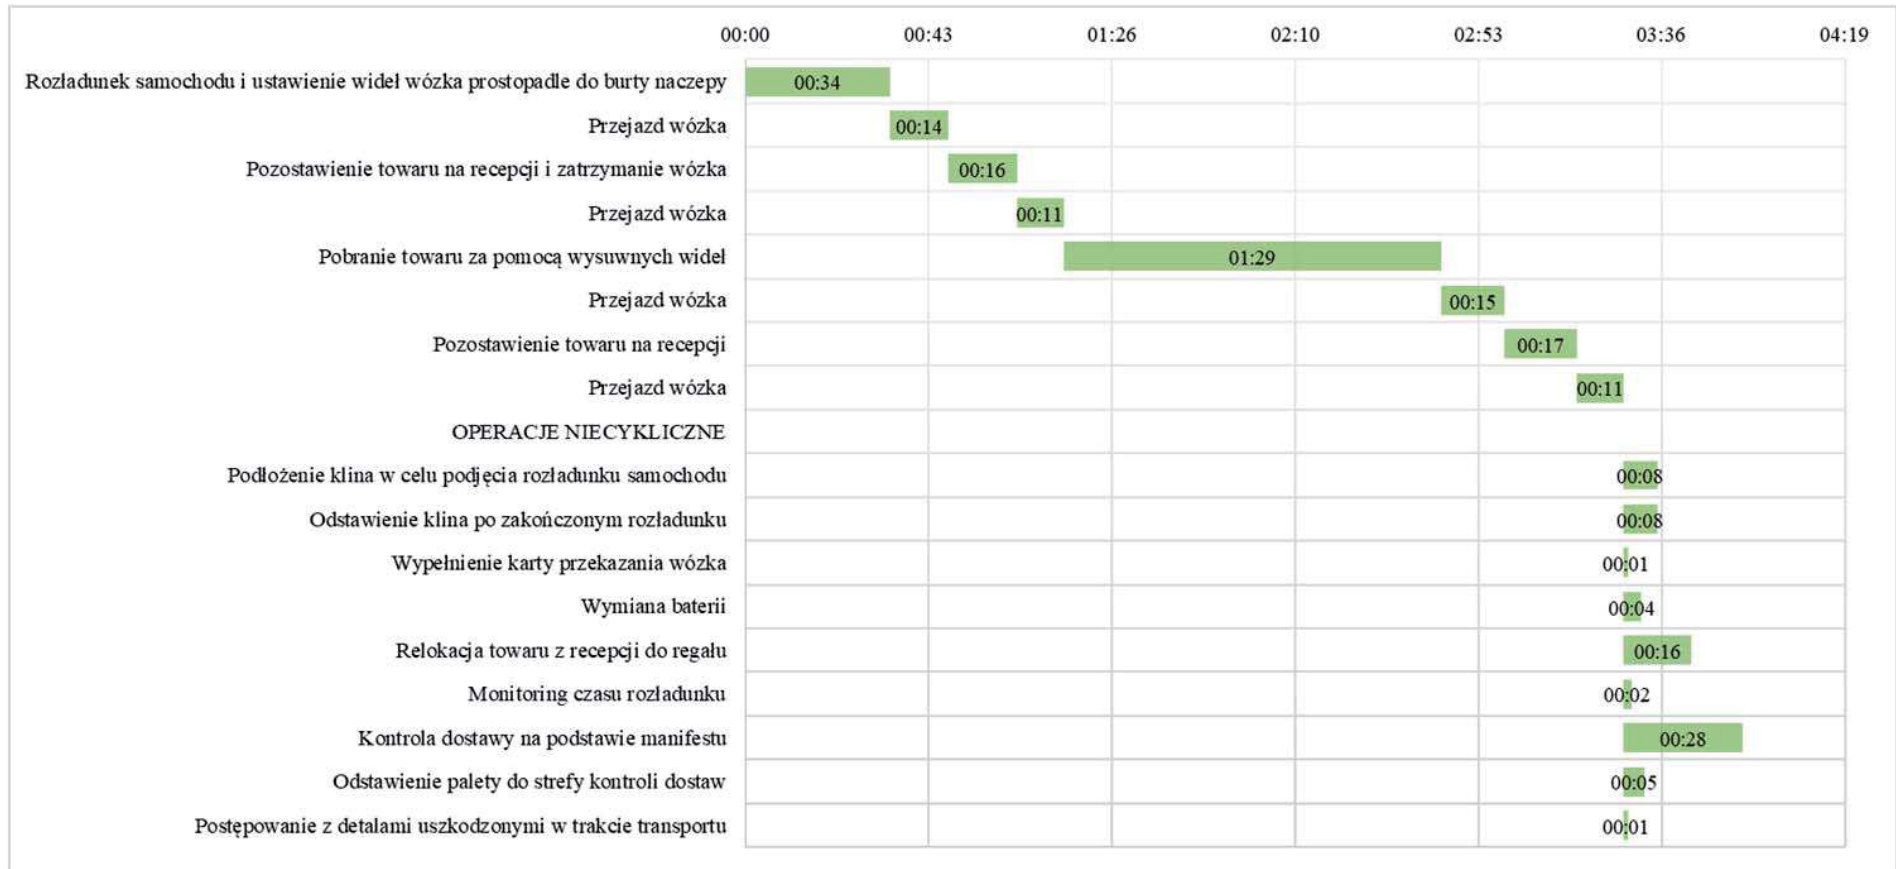 00:00 00:43 01:26 02:10 02:53 03:36 04:19
Rozładunek samochodu i ustawienie wideł wózka prostopadle do burty naczepy 00:34
Przejazd wózka 00:14
Pozostawienie towaru na recepcji i zatrzymanie wózka 00:16
Przejazd wózka 00:11
Pobranie towaru za pomocą wysuwnych wideł 01:29
Przejazd wózka 00:15
Pozostawienie towaru na recepcji 00:17
Przejazd wózka 00:11
OPERACJE NIECYKLICZNE
Podłożenie klina w celu podjęcia rozładunku samochodu 00:08
Odstawienie klina po zakończonym rozładunku 00:08
Wypełnienie karty przekazania wózka 00:01
Wymiana baterii 00:04
Relokacja towaru z recepcji do regału 00:16
Monitoring czasu rozładunku 00:02
Kontrola dostawy na podstawie manifestu 00:28
Odstawienie palety do strefy kontroli dostaw 00:05
Postępowanie z detalami uszkodzonymi w trakcie transportu 00:01